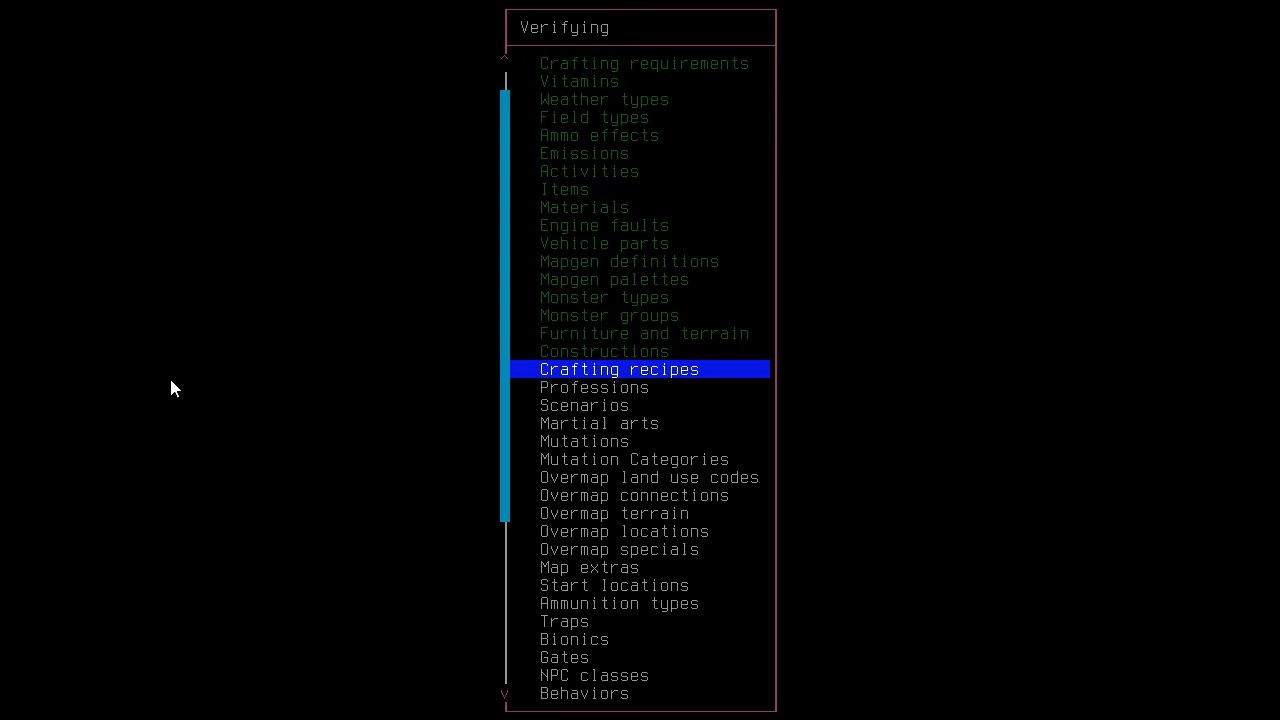 Verifying
Crafting requirements
Vitamins
Weather types
Field types
Ammo effects
Emissions
Activities
Items
Materials
Engine faults
Vehicle parts
Mapgen definitions
Mapgen palettes
Monster types
Monster groups
Furniture and terrain
Constructions
Crafting recipes
Professions
Scenarios
Martial arts
Mutations
Mutation Categories
Overmap land use codes
Overmap connections
Overmap terrain
Overmap locations
Overmap specials
Map extras
Start locations
Ammunition types
Traps
Bionics
Gates
NPC classes
Behaviors